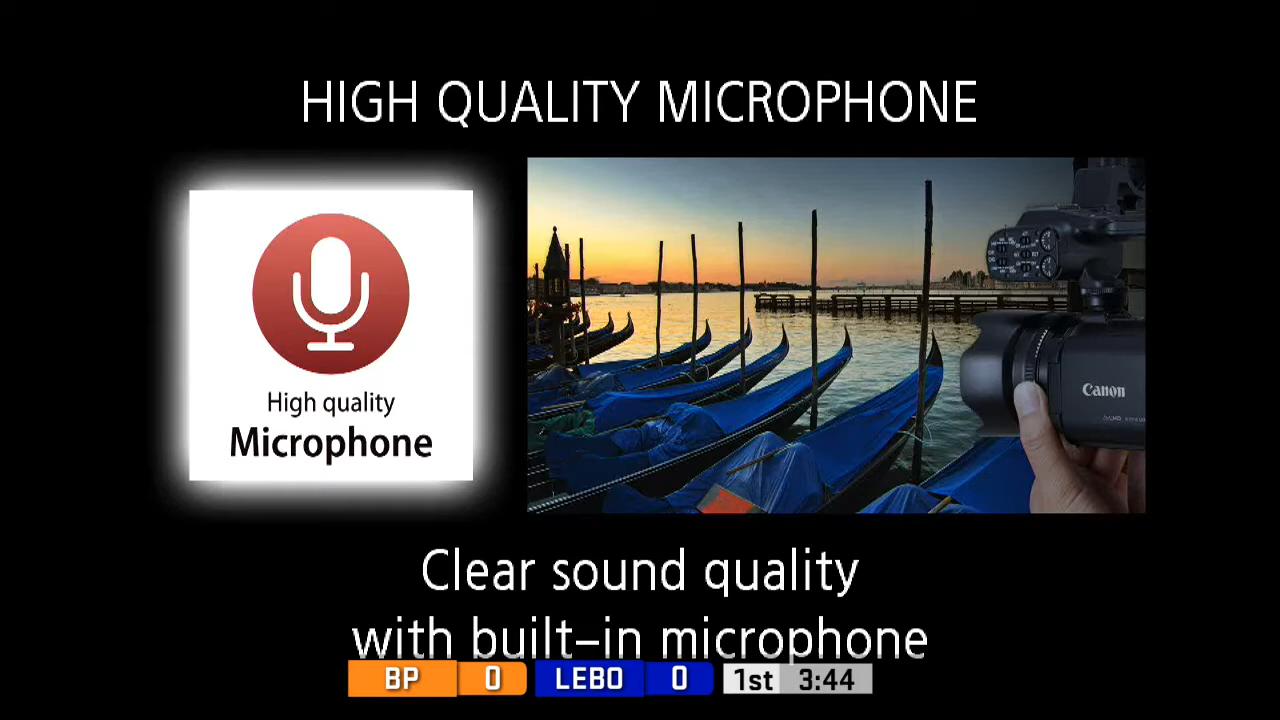 HIGH QUALITY MICROPHONE
High quality
Microphone
Canon
Clear sound quality
with built-in microphone
BP 0 LEBO 0 1st 3:44